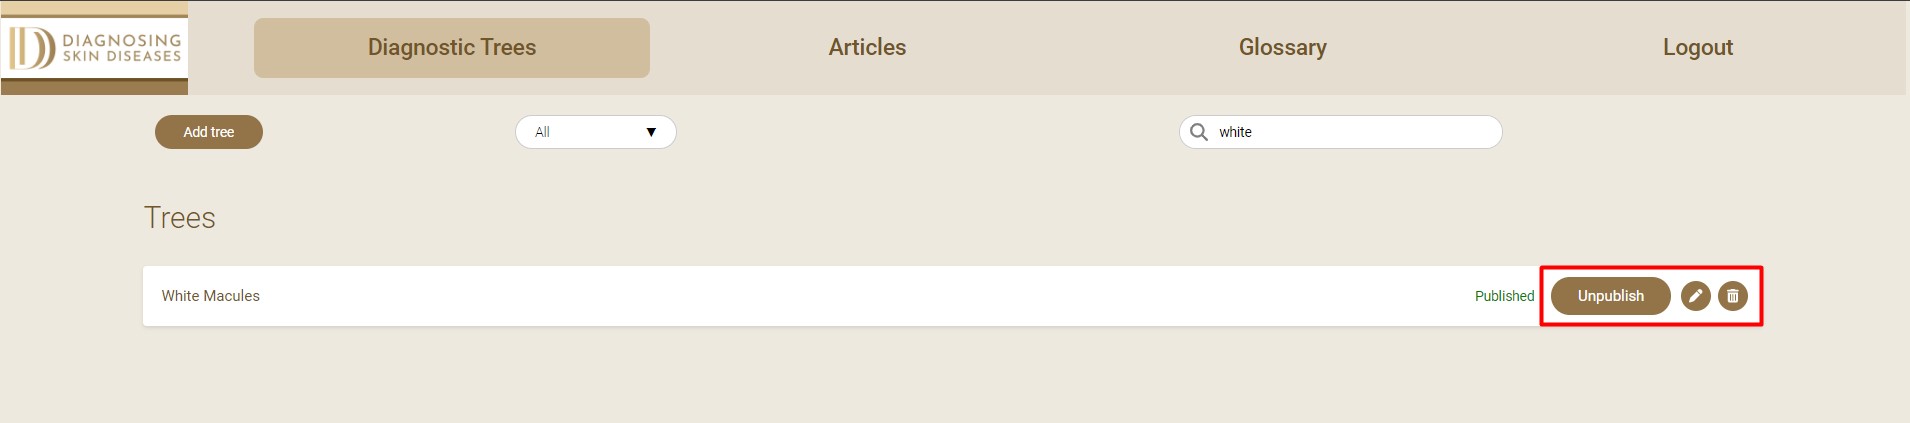 DIAGNOSING
SKIN DISEASES
Diagnostic Trees
Articles
Glossary
Logout
Add tree
All
white
Trees
White Macules
Published
Unpublish